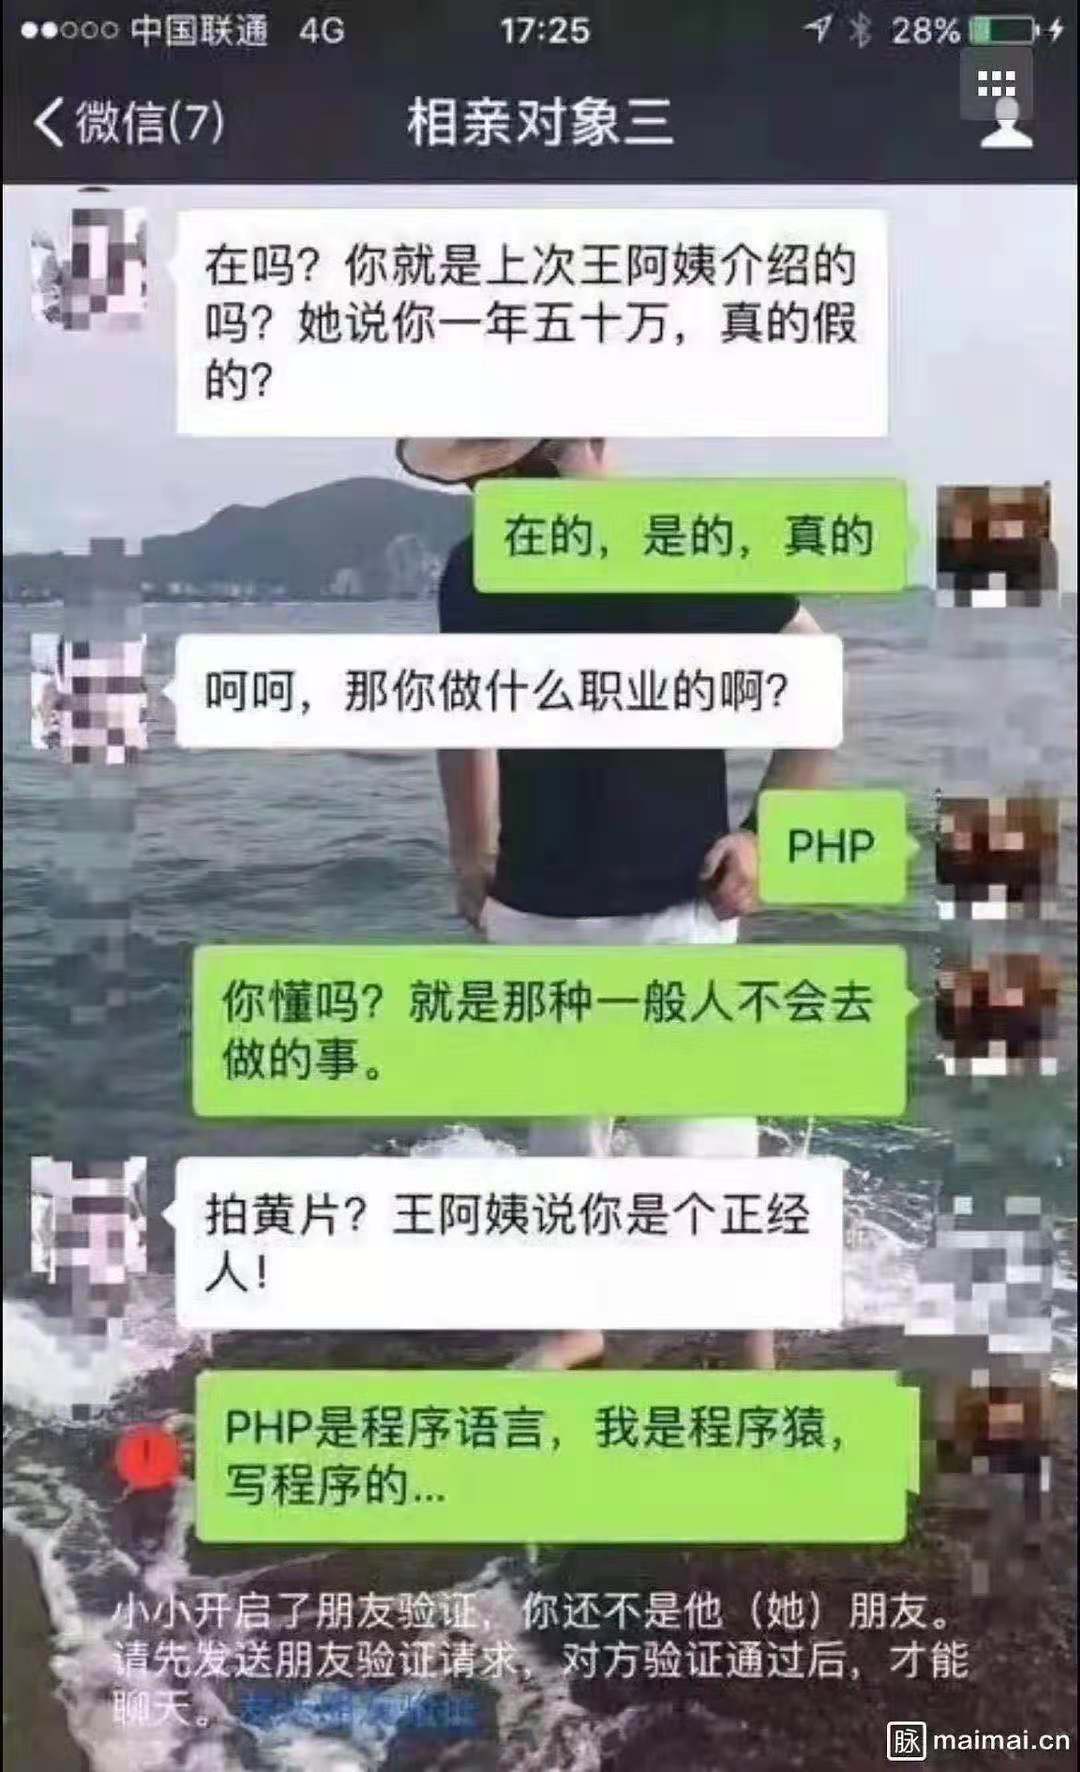 中国联通 4G 17:25 28%
微信(7) 相亲对象三
在吗？你就是上次王阿姨介绍的
吗？她说你一年五十万，真的假
的？
在的，是的，真的
呵呵，那你做什么职业的啊？
PHP
你懂吗？就是那种一般人不会去
做的事。
拍黄片？王阿姨说你是个正经
人！
PHP是程序语言，我是程序猿，
写程序的...
小小开启了朋友验证，你还不是他（她）朋友。
请先发送朋友验证请求，对方验证通过后，才能
聊天。
脉 maimai.cn